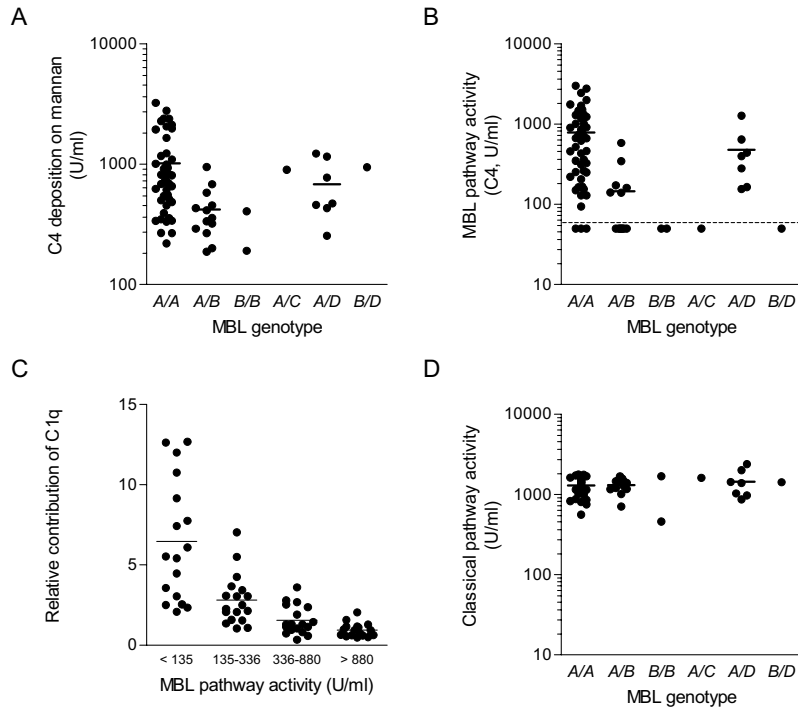 A
C4 deposition on mannan
(U/ml)
10000
1000
100
A/A A/B B/B A/C A/D B/D
MBL genotype
B
MBL pathway activity
(C4, U/ml)
10000
1000
100
10
A/A A/B B/B A/C A/D B/D
MBL genotype
C
Relative contribution of C1q
15
10
5
0
< 135 135-336 336-880 > 880
MBL pathway activity (U/ml)
D
Classical pathway activity
(U/ml)
10000
1000
100
10
A/A A/B B/B A/C A/D B/D
MBL genotype